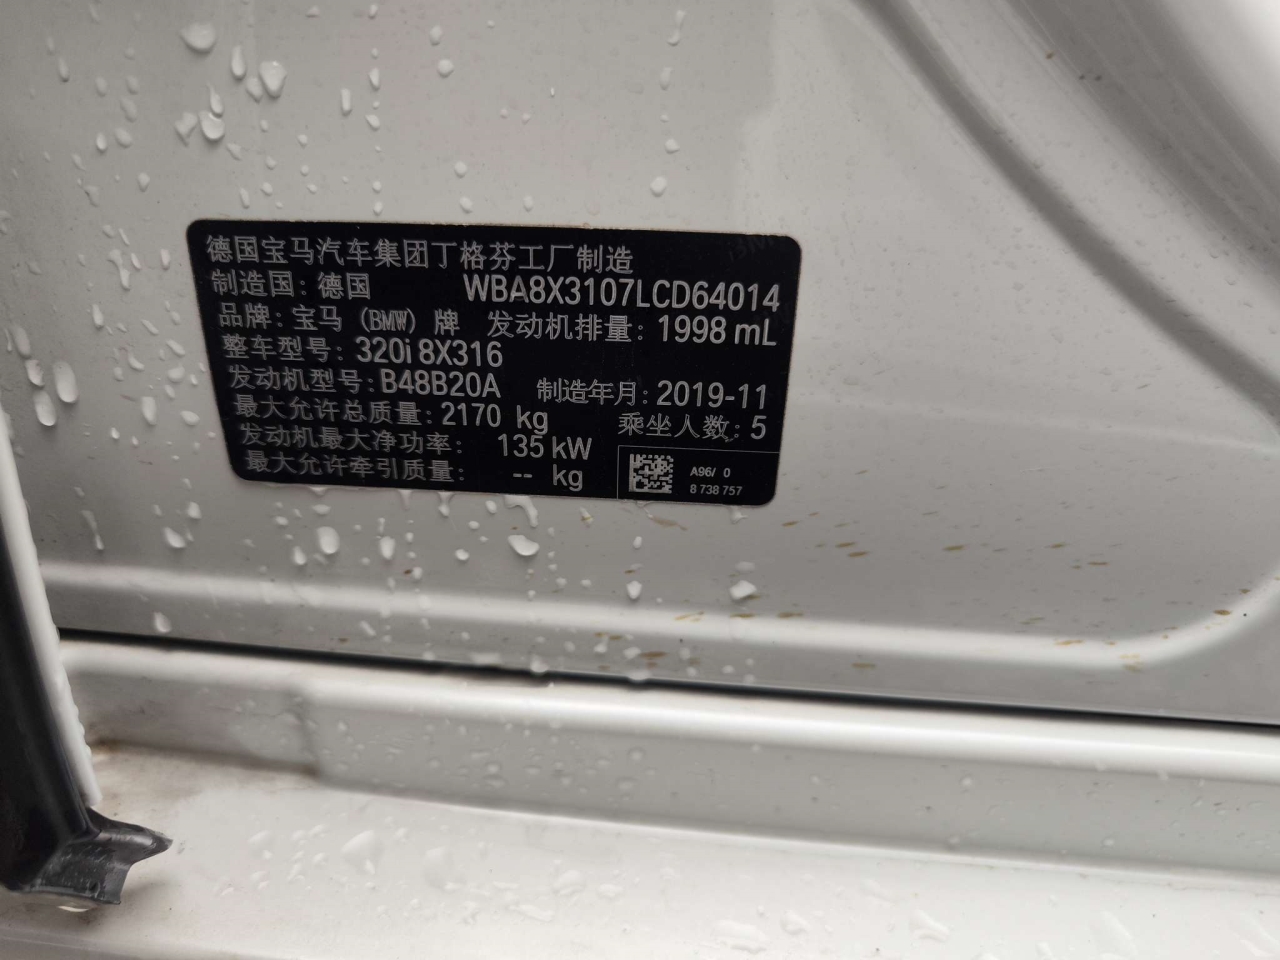 德国宝马汽车集团丁格芬工厂制造
制造国：德国 WBA8X3107LCD64014
品牌：宝马（BMW）牌 发动机排量：1998 mL
整车型号：320i 8X316
发动机型号：B48B20A 制造年月：2019-11
最大允许总质量：2170 kg 乘坐人数：5
发动机最大净功率： 135 kW
最大允许牵引质量： -- kg
A96/ 0
8 738 757